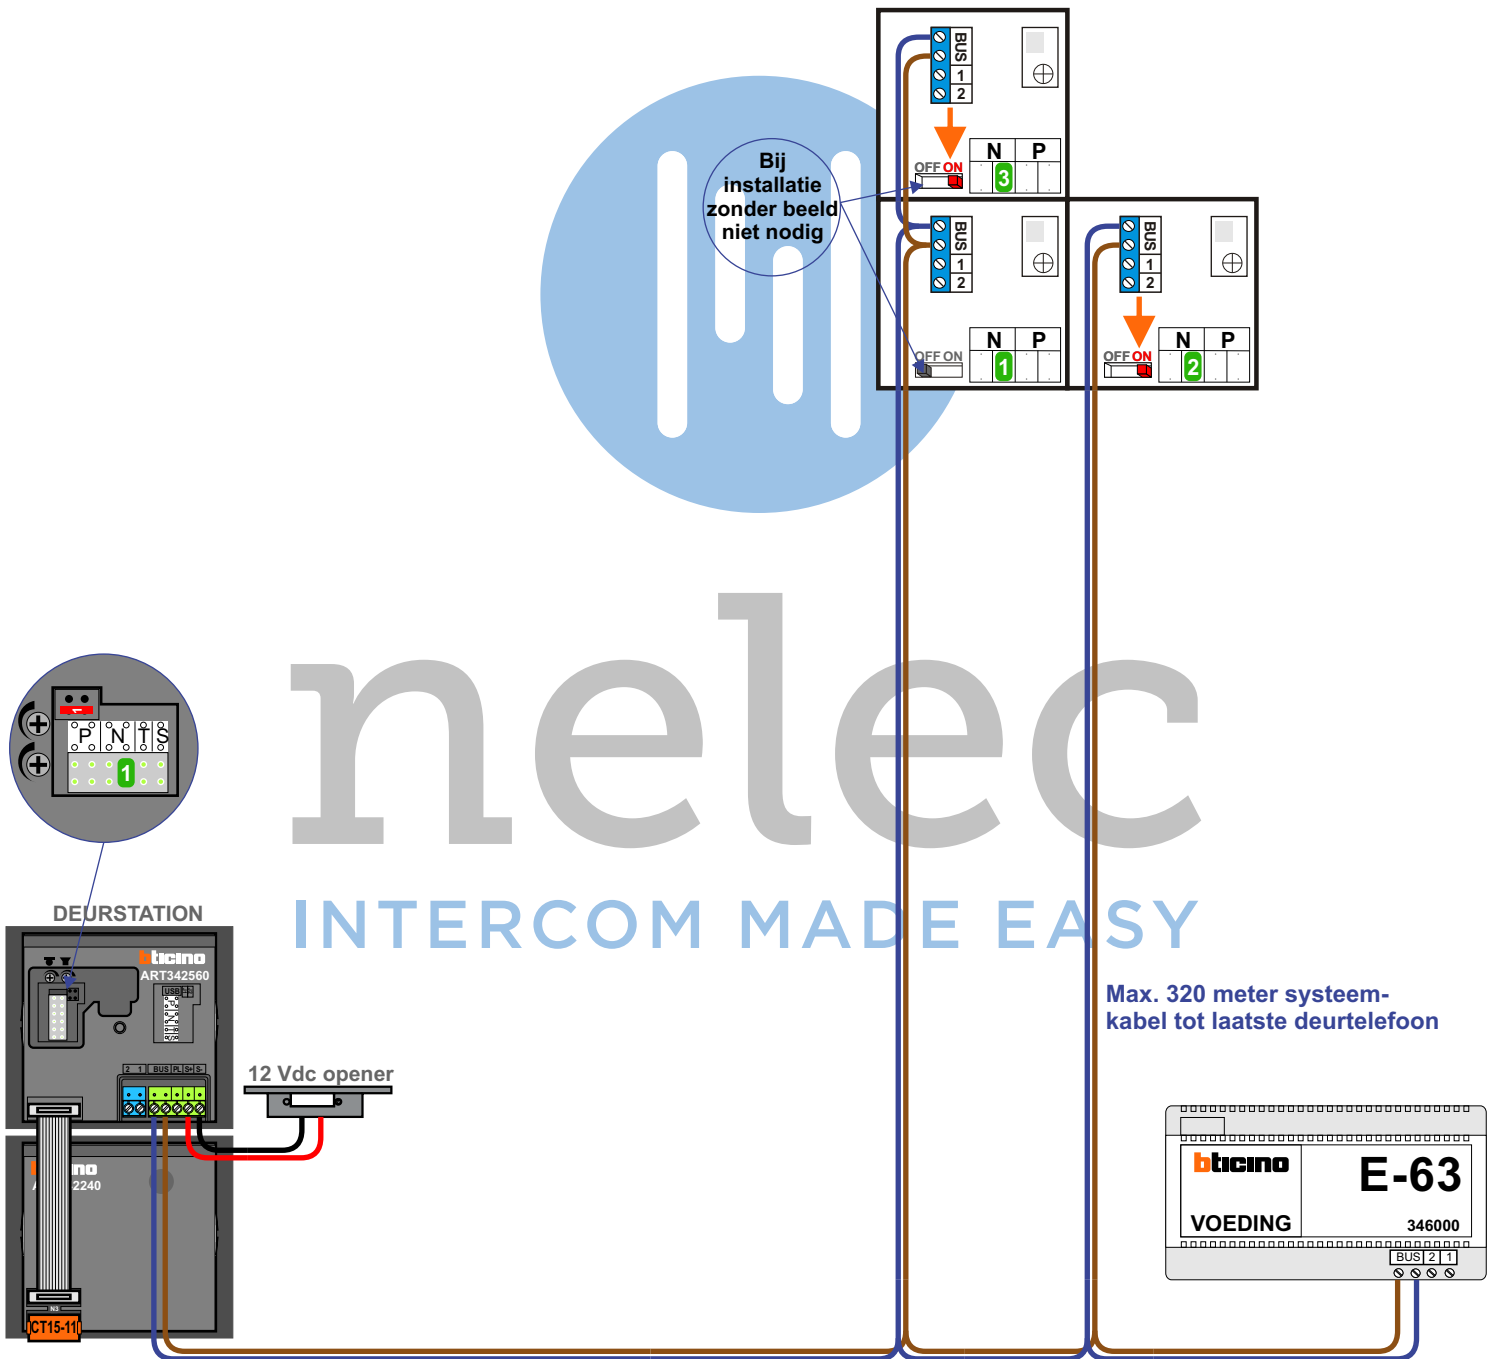 BUS
1
2
OFF ON
N P
3
Bij
installatie
zonder beeld
niet nodig
BUS
1
2
OFF ON
N P
1
BUS
1
2
OFF ON
N P
2
nelec
INTERCOM MADE EASY
1
P N T S
1
DEURSTATION
bticino
ART342560
USB
P N T S
2 1 BUS PL S+ S-
12 Vdc opener
2240
N3
CT15-11
Max. 320 meter systeem-
kabel tot laatste deurtelefoon
bticino
E-63
VOEDING
346000
BUS 2 1